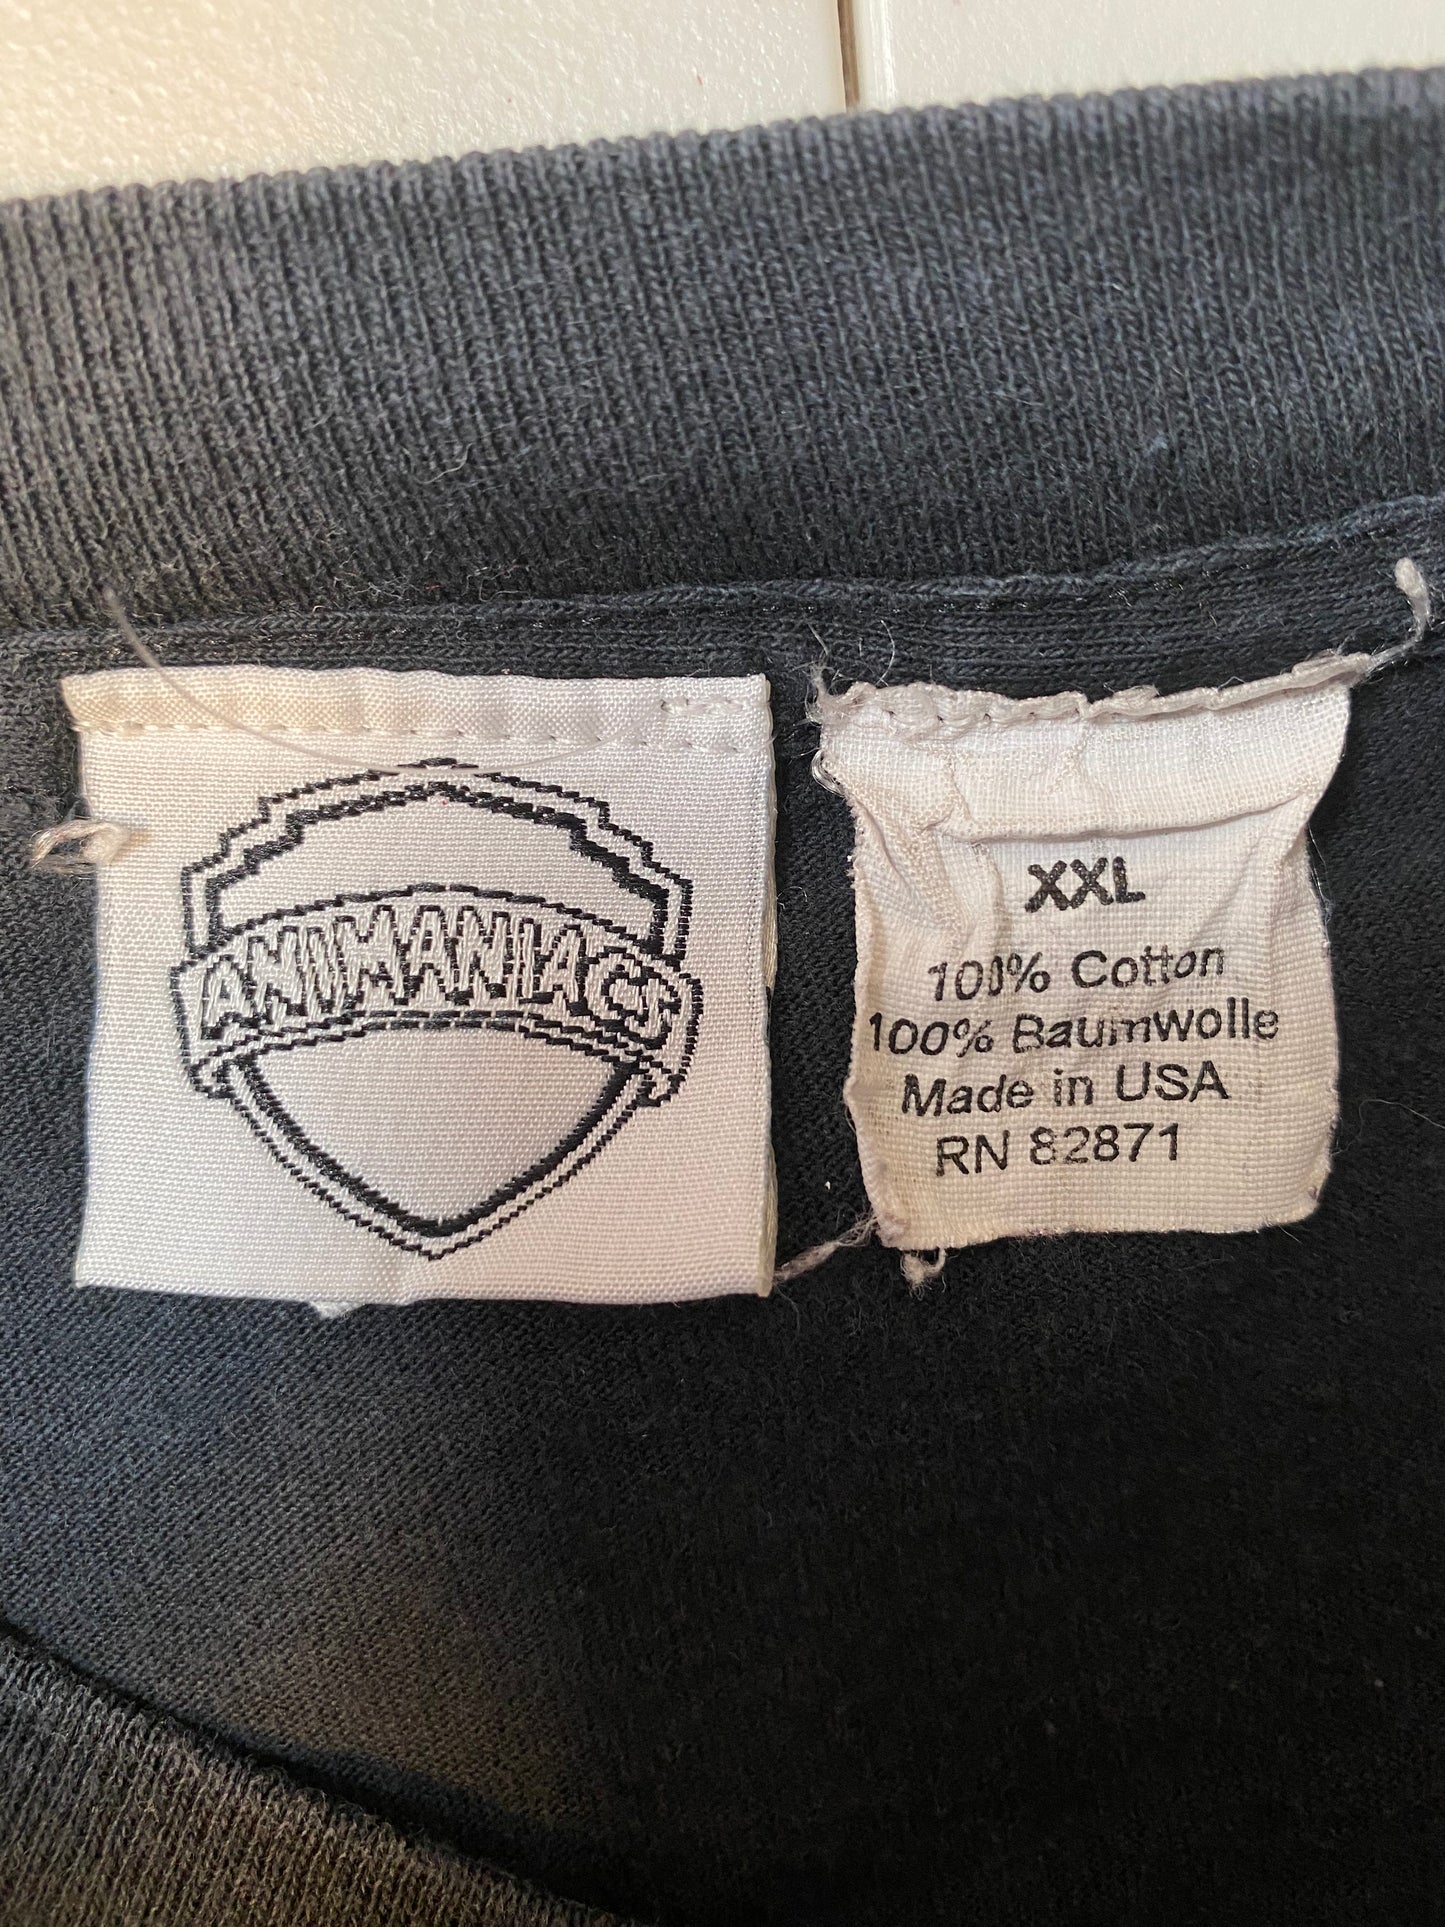 ANIMANIACS
XXL
100% Cotton
100% Baumwolle
Made in USA
RN 82871